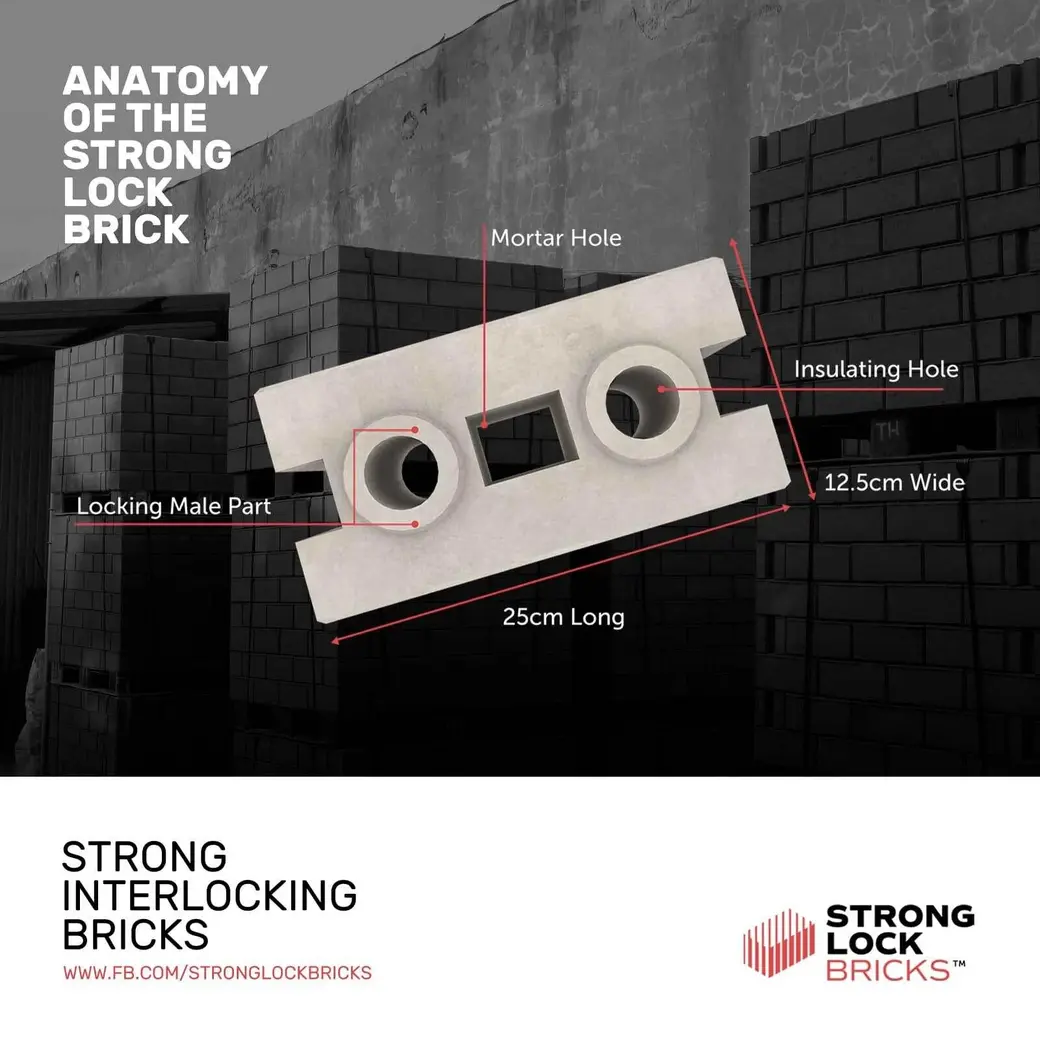 ANATOMY
OF THE
STRONG
LOCK
BRICK
Mortar Hole
Insulating Hole
TH
12.5cm Wide
Locking Male Part
25cm Long
STRONG
INTERLOCKING
BRICKS
WWW.FB.COM/STRONGLOCKBRICKS
STRONG
LOCK
BRICKS™